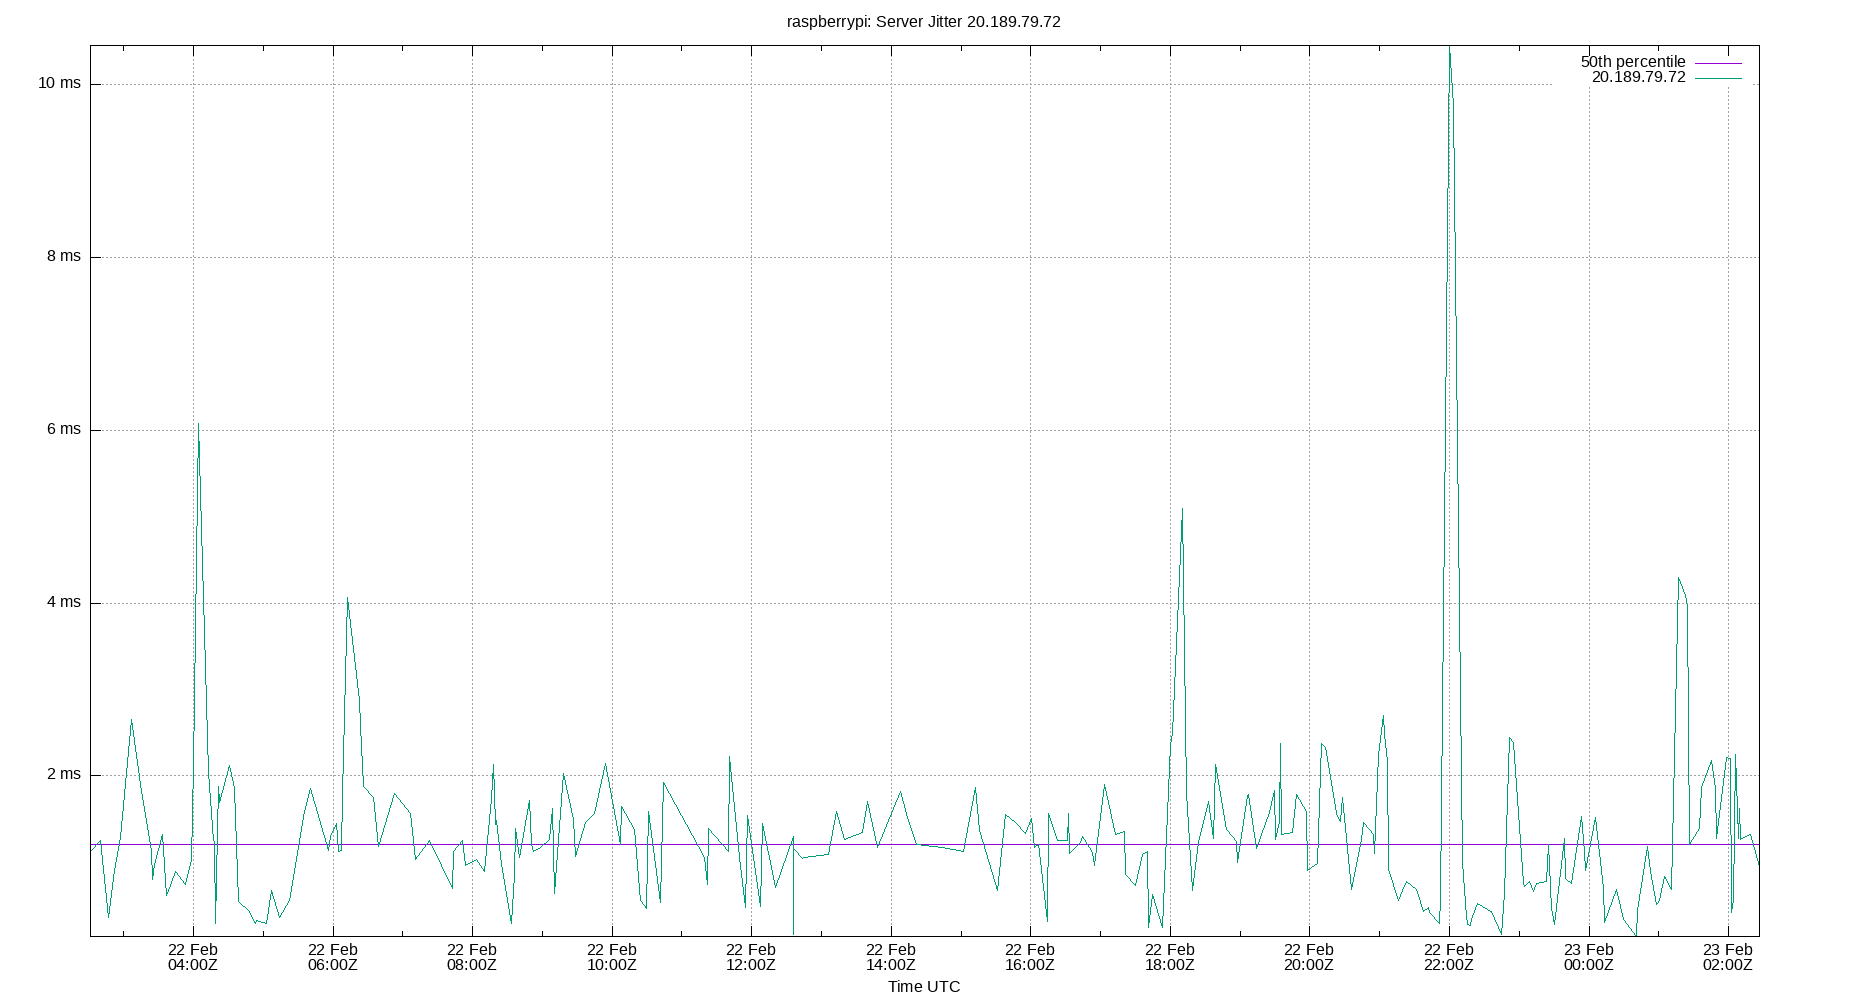 raspberrypi: Server Jitter 20.189.79.72
50th percentile
20.189.79.72
10 ms
8 ms
6 ms
4 ms
2 ms
22 Feb 22 Feb 22 Feb 22 Feb 22 Feb 22 Feb 22 Feb 22 Feb 22 Feb 22 Feb 23 Feb 23 Feb
04:00Z 06:00Z 08:00Z 10:00Z 12:00Z 14:00Z 16:00Z 18:00Z 20:00Z 22:00Z 00:00Z 02:00Z
Time UTC